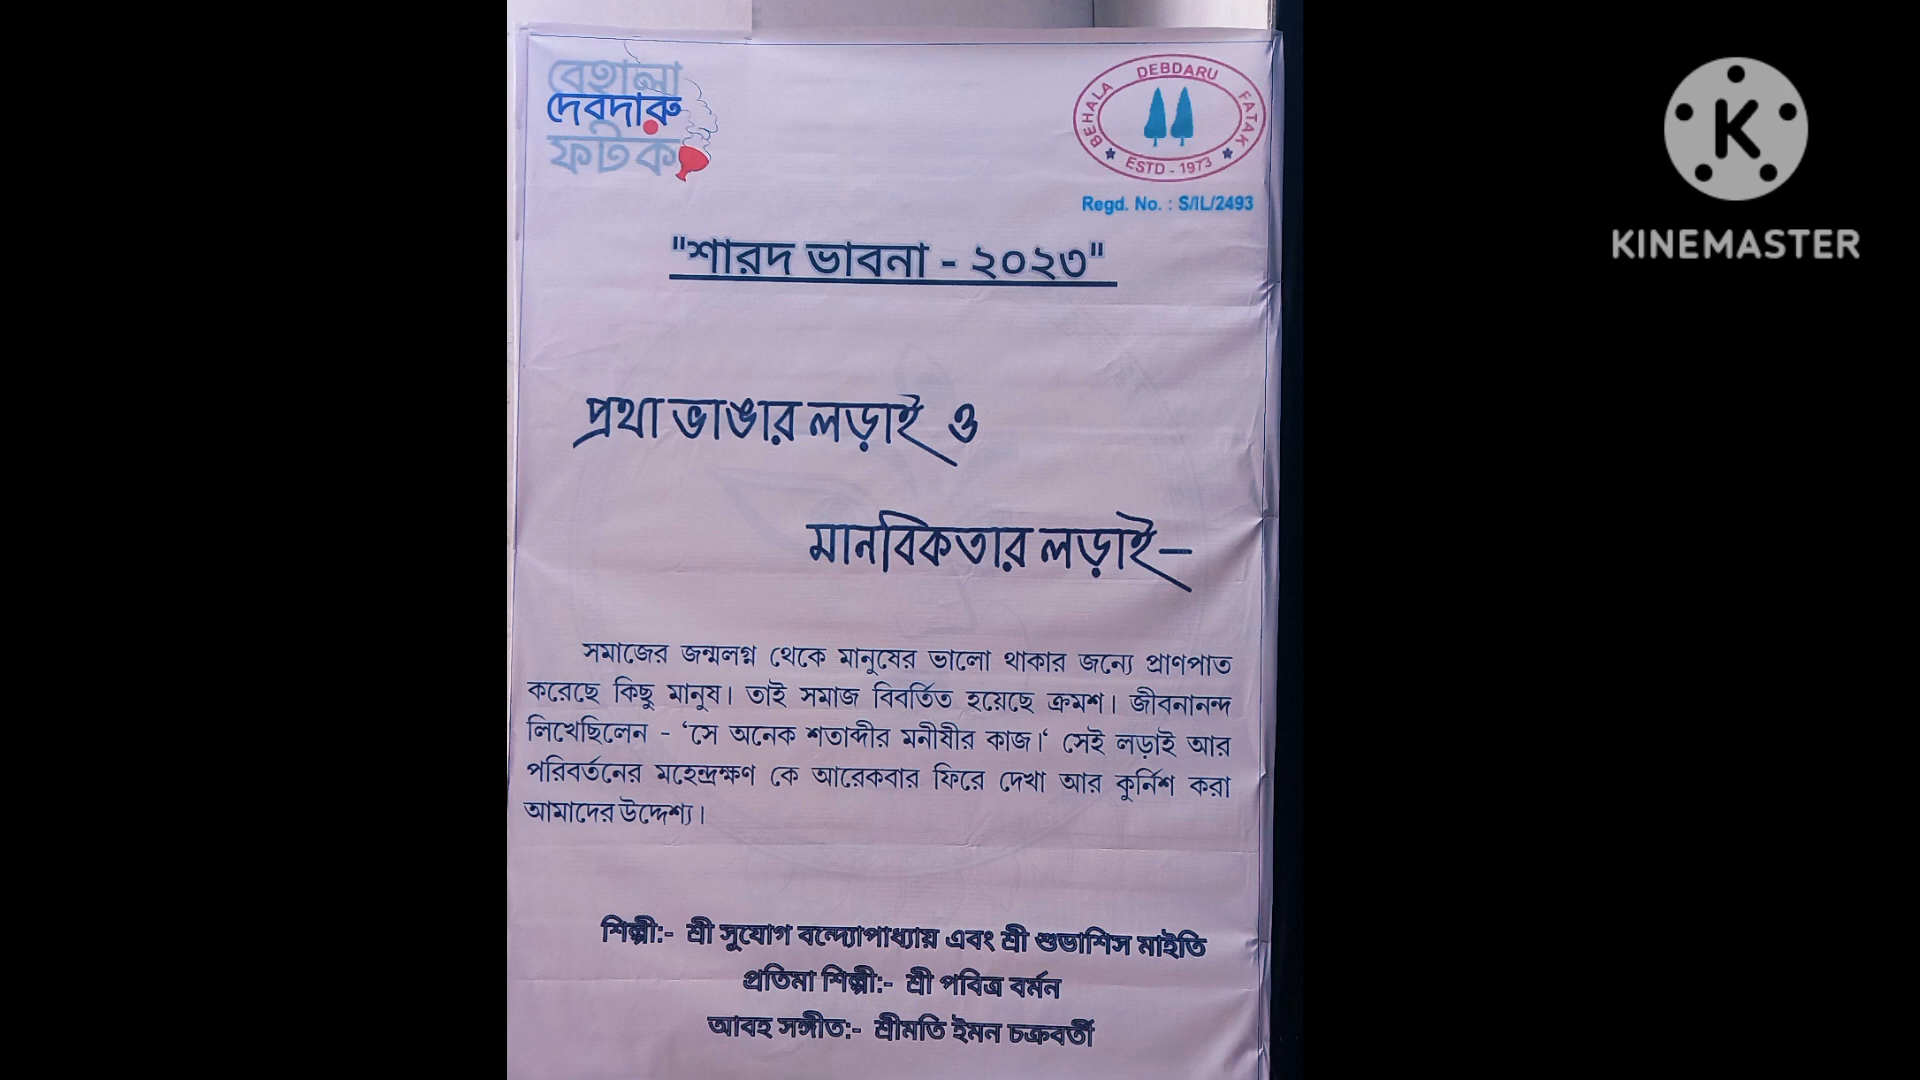 বেহালা
দেবদারু
ফটক
BEHALA DEBDARU FATAK
ESTD - 1973
Regd. No. : S/IL/2493
"শারদ ভাবনা - ২০২৩"
প্রথা ভাঙার লড়াই ও
মানবিকতার লড়াই—
সমাজের জন্মলগ্ন থেকে মানুষের ভালো থাকার জন্যে প্রাণপাত
করেছে কিছু মানুষ। তাই সমাজ বিবর্তিত হয়েছে ক্রমশ। জীবনানন্দ
লিখেছিলেন - ‘সে অনেক শতাব্দীর মনীষীর কাজ।‘ সেই লড়াই আর
পরিবর্তনের মহেন্দ্রক্ষণ কে আরেকবার ফিরে দেখা আর কুর্নিশ করা
আমাদের উদ্দেশ্য।
শিল্পী:- শ্রী সুযোগ বন্দ্যোপাধ্যায় এবং শ্রী শুভাশিস মাইতি
প্রতিমা শিল্পী:- শ্রী পবিত্র বর্মন
আবহ সঙ্গীত:- শ্রীমতি ইমন চক্রবর্তী
K
KINEMASTER